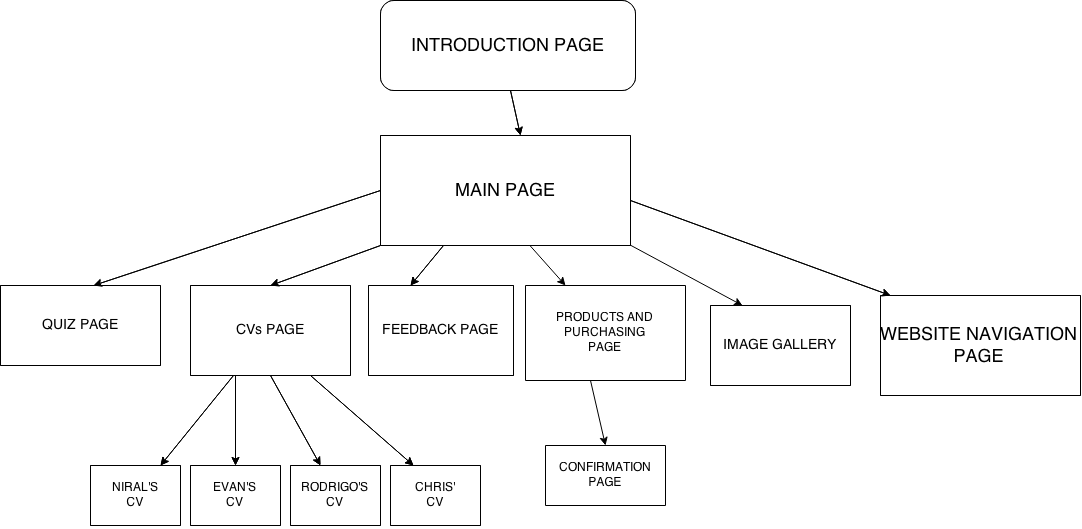 INTRODUCTION PAGE
MAIN PAGE
QUIZ PAGE
CVs PAGE
FEEDBACK PAGE
PRODUCTS AND
PURCHASING
PAGE
IMAGE GALLERY
WEBSITE NAVIGATION
PAGE
NIRAL'S
CV
EVAN'S
CV
RODRIGO'S
CV
CHRIS'
CV
CONFIRMATION
PAGE